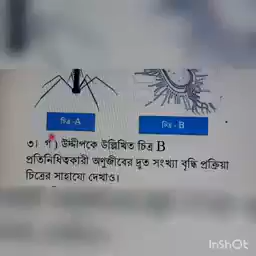 চিত্র -A
চিত্র - B
৩। গ) উদ্দীপকে উল্লিখিত চিত্র B
প্রতিনিধিত্বকারী অণুজীবের দ্রুত সংখ্যা বৃদ্ধি প্রক্রিয়া
চিত্রের সাহায্যে দেখাও।
InShOt